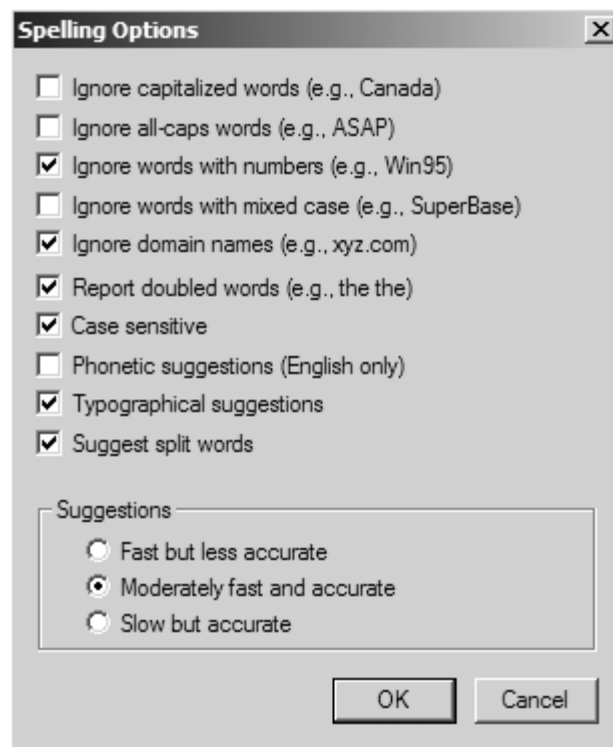 Spelling Options
Ignore capitalized words (e.g., Canada)
Ignore all-caps words (e.g., ASAP)
Ignore words with numbers (e.g., Win95)
Ignore words with mixed case (e.g., SuperBase)
Ignore domain names (e.g., xyz.com)
Report doubled words (e.g., the the)
Case sensitive
Phonetic suggestions (English only)
Typographical suggestions
Suggest split words
Suggestions
Fast but less accurate
Moderately fast and accurate
Slow but accurate
OK Cancel